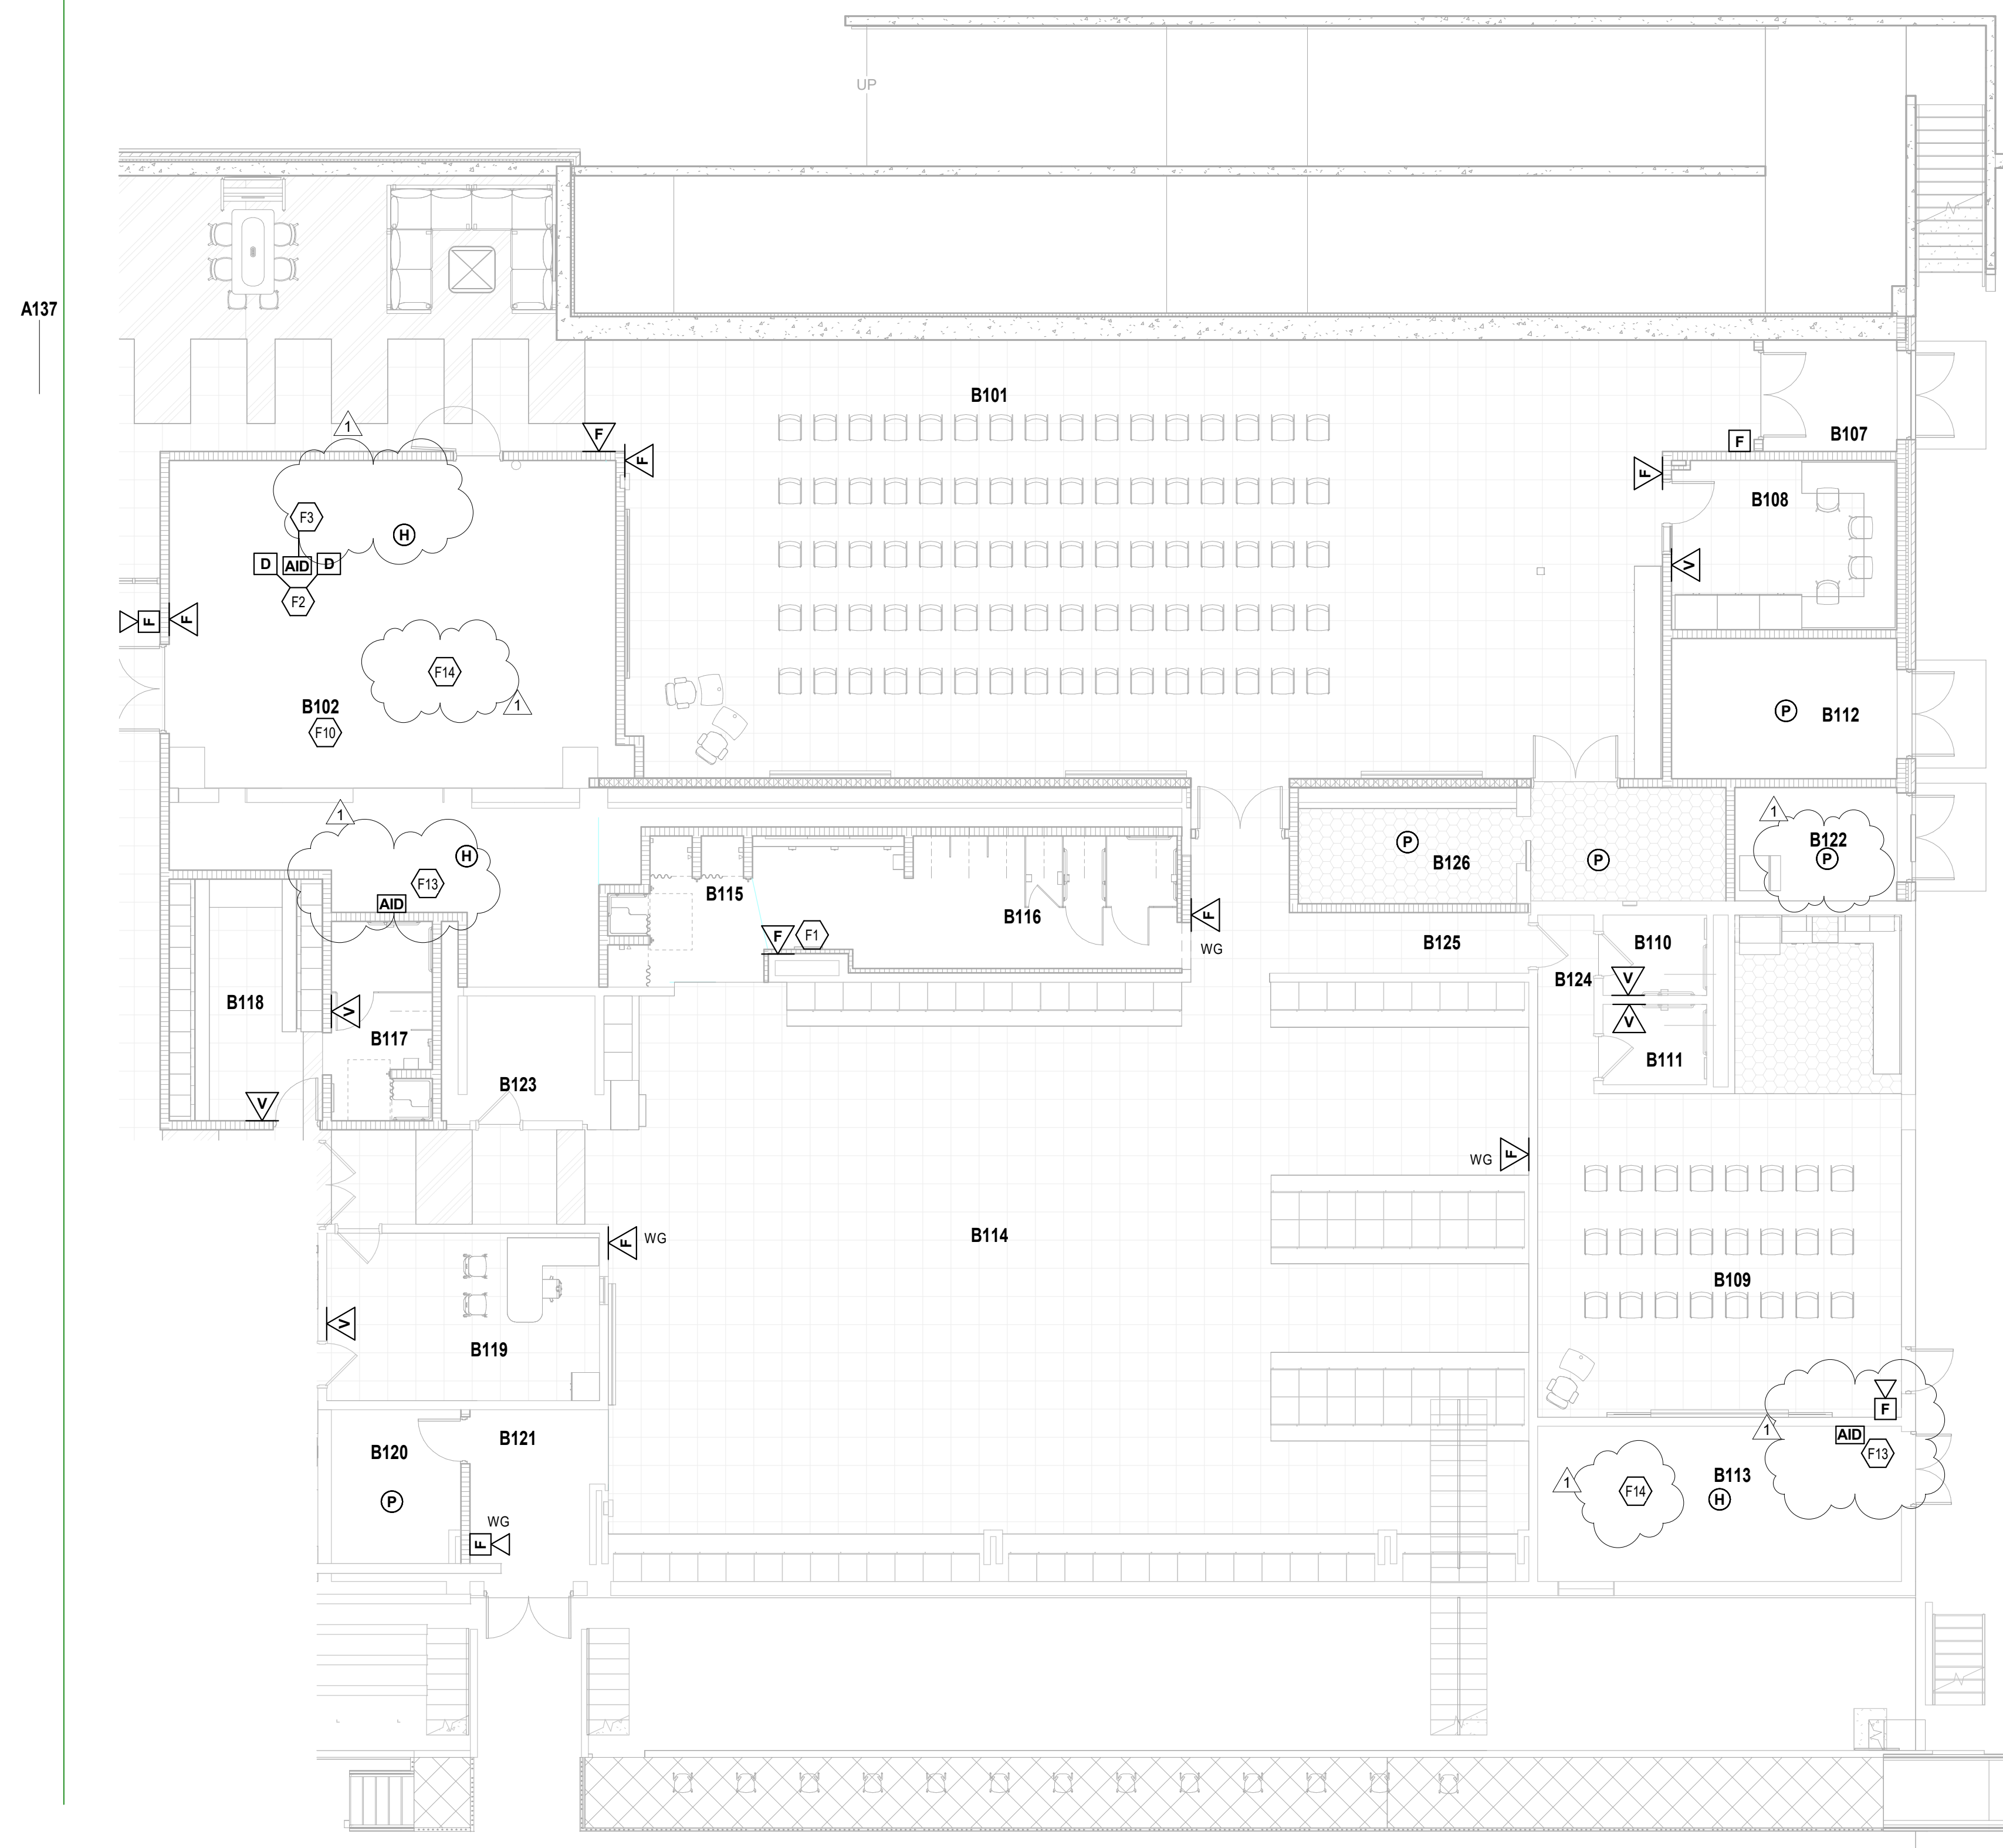 UP
A137
B101
1
F
F
F
B107
F
B108
F3
H
D
AID
D
F2
V
F
F
F14
1
B102
F10
P
B112
1
1
B122
P
P
B126
P
H
F13
AID
B115
B116
F
WG
F
F1
B125
B110
B124
V
V
B111
B118
V
B117
B123
V
WG
F
B114
F
WG
B109
V
B119
F
1
AID
F13
B121
B120
P
WG
F
B113
H
1
F14